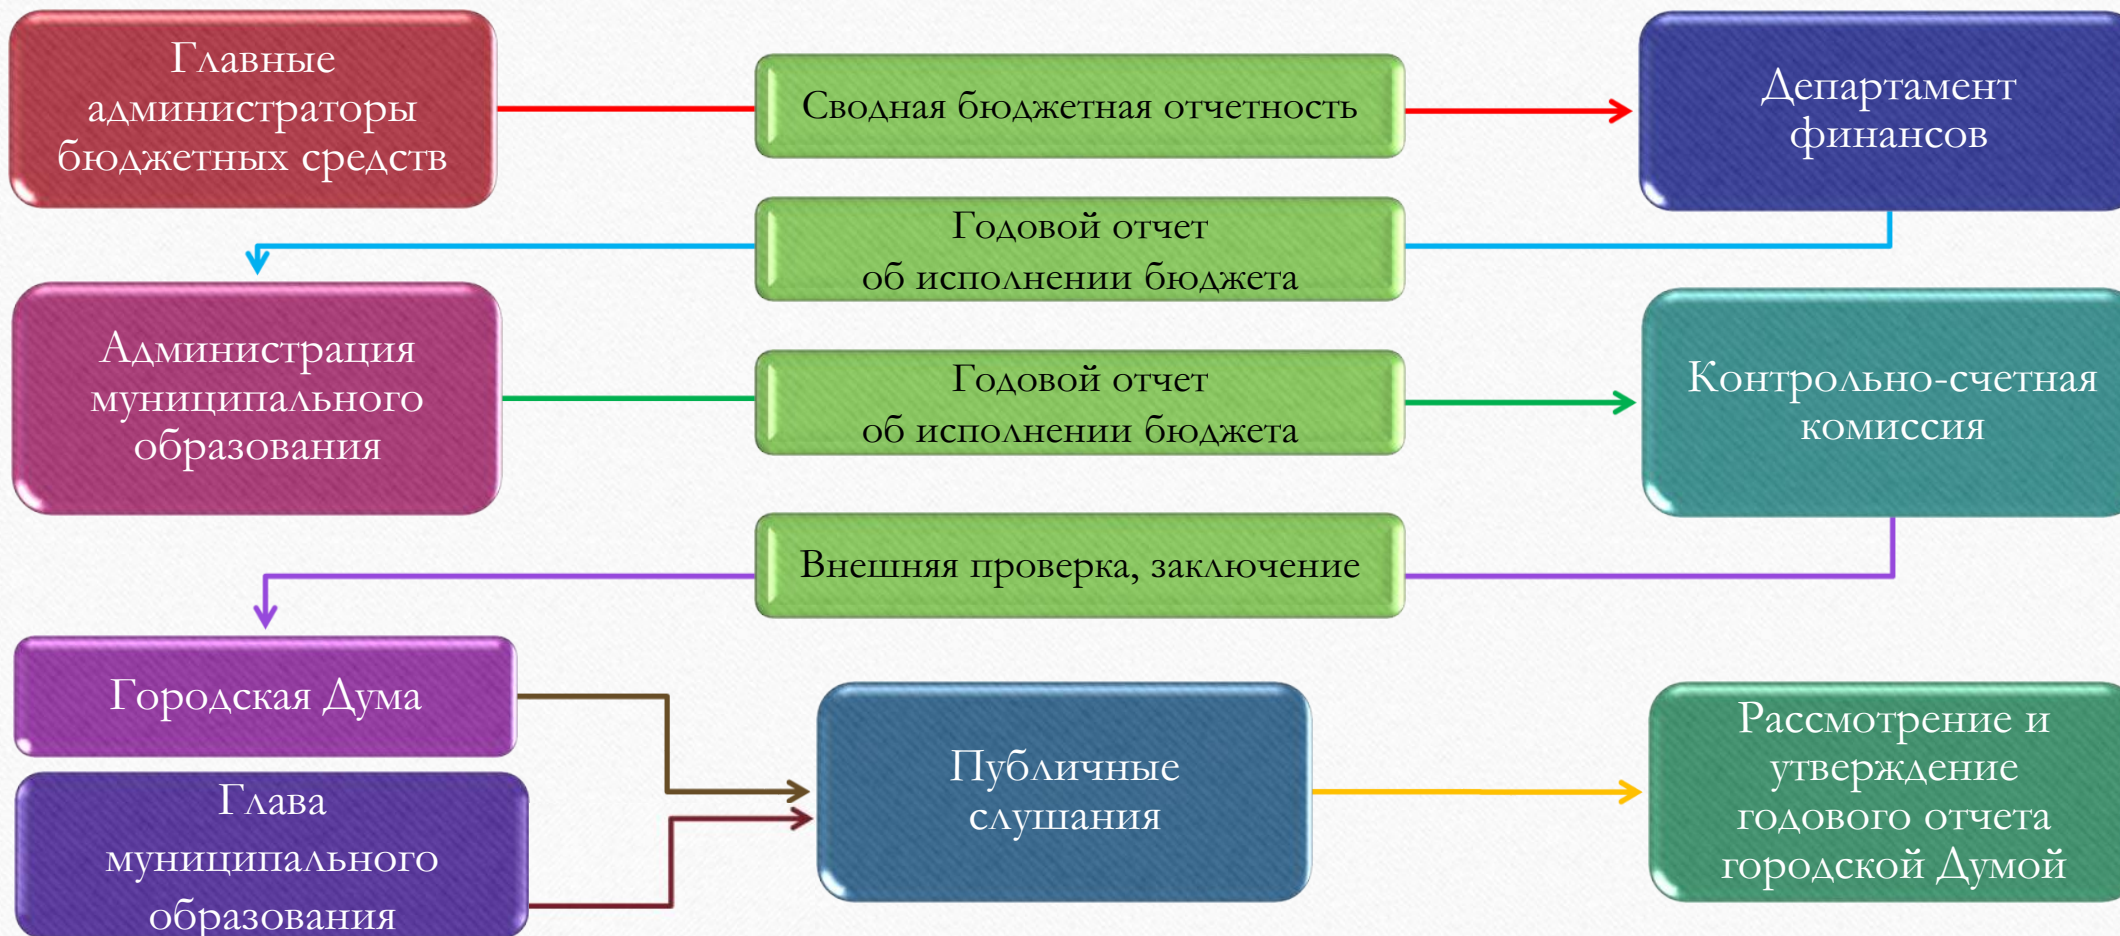 Главные
администраторы
бюджетных средств
Сводная бюджетная отчетность
Департамент
финансов
Годовой отчет
об исполнении бюджета
Администрация
муниципального
образования
Годовой отчет
об исполнении бюджета
Контрольно-счетная
комиссия
Внешняя проверка, заключение
Городская Дума
Глава
муниципального
образования
Публичные
слушания
Рассмотрение и
утверждение
годового отчета
городской Думой